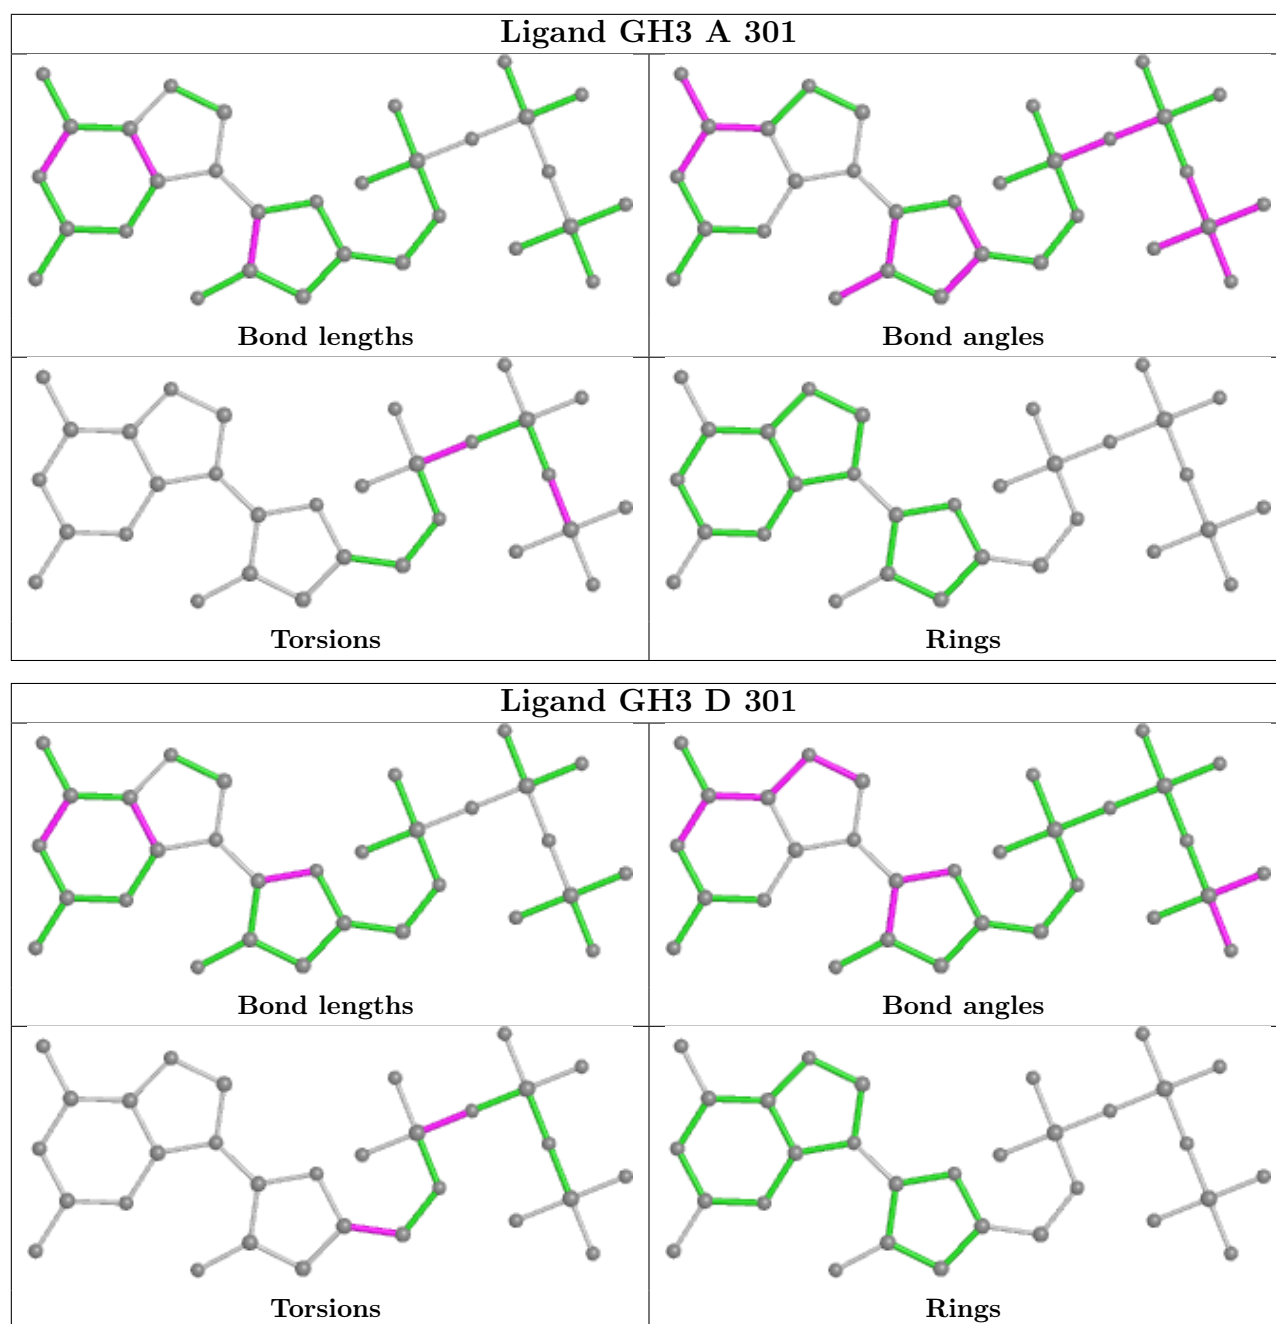 Ligand GH3 A 301
Bond lengths
Bond angles
Torsions
Rings
Ligand GH3 D 301
Bond lengths
Bond angles
Torsions
Rings